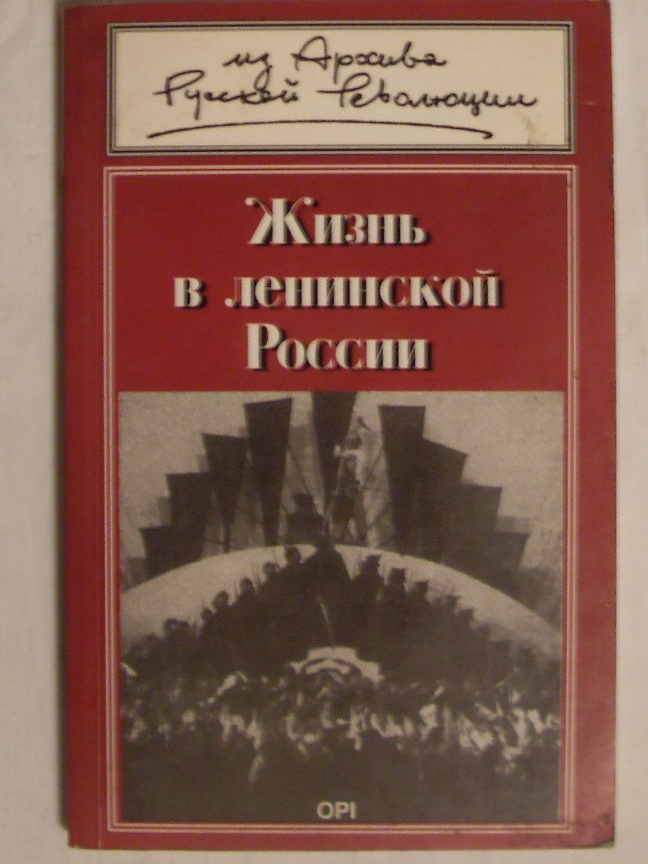 из Архива
Русской Революции
Жизнь
в ленинской
России
OPI